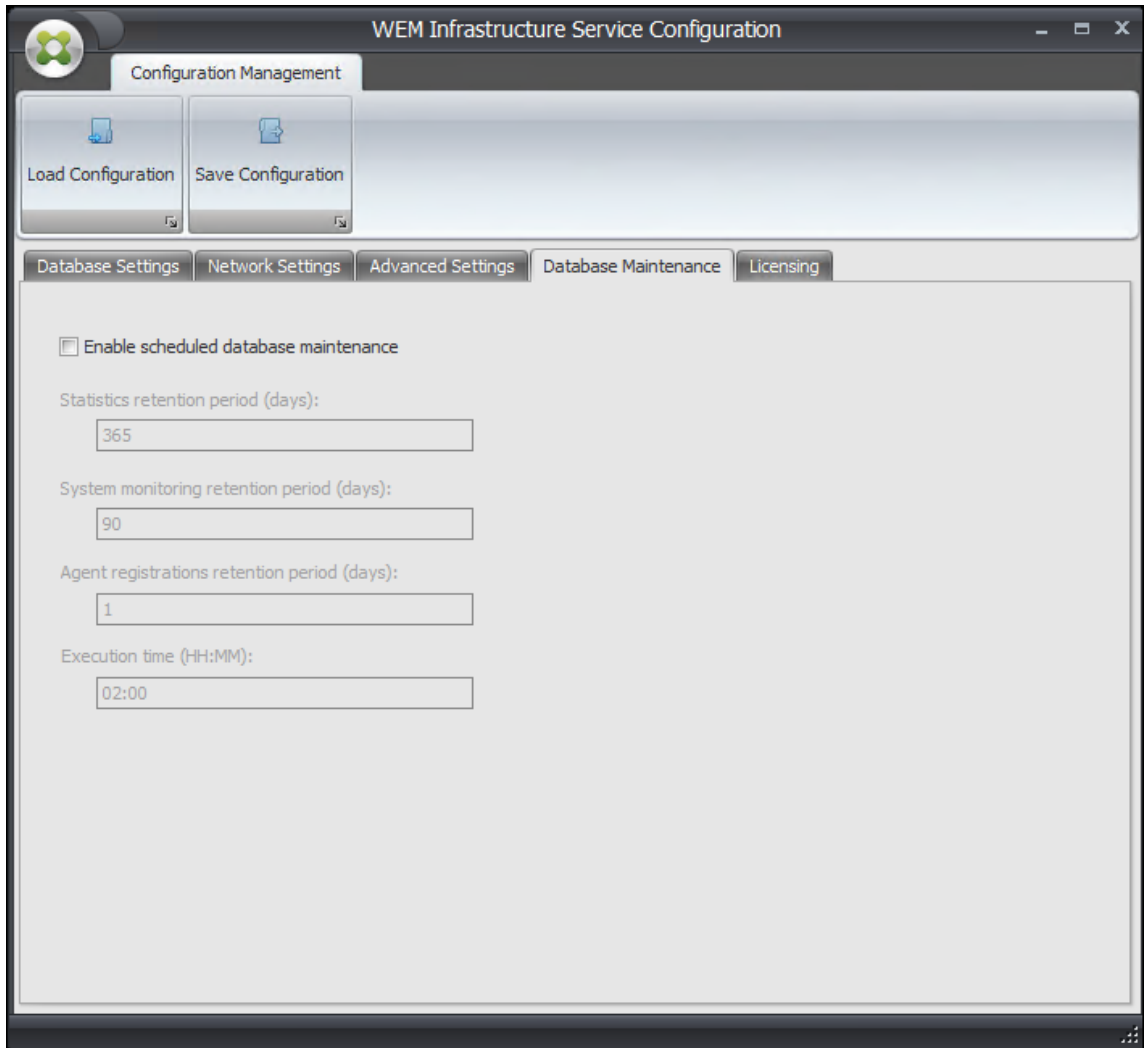 WEM Infrastructure Service Configuration
Configuration Management
Load Configuration
Save Configuration
Database Settings
Network Settings
Advanced Settings
Database Maintenance
Licensing
Enable scheduled database maintenance
Statistics retention period (days):
365
System monitoring retention period (days):
90
Agent registrations retention period (days):
1
Execution time (HH:MM):
02:00